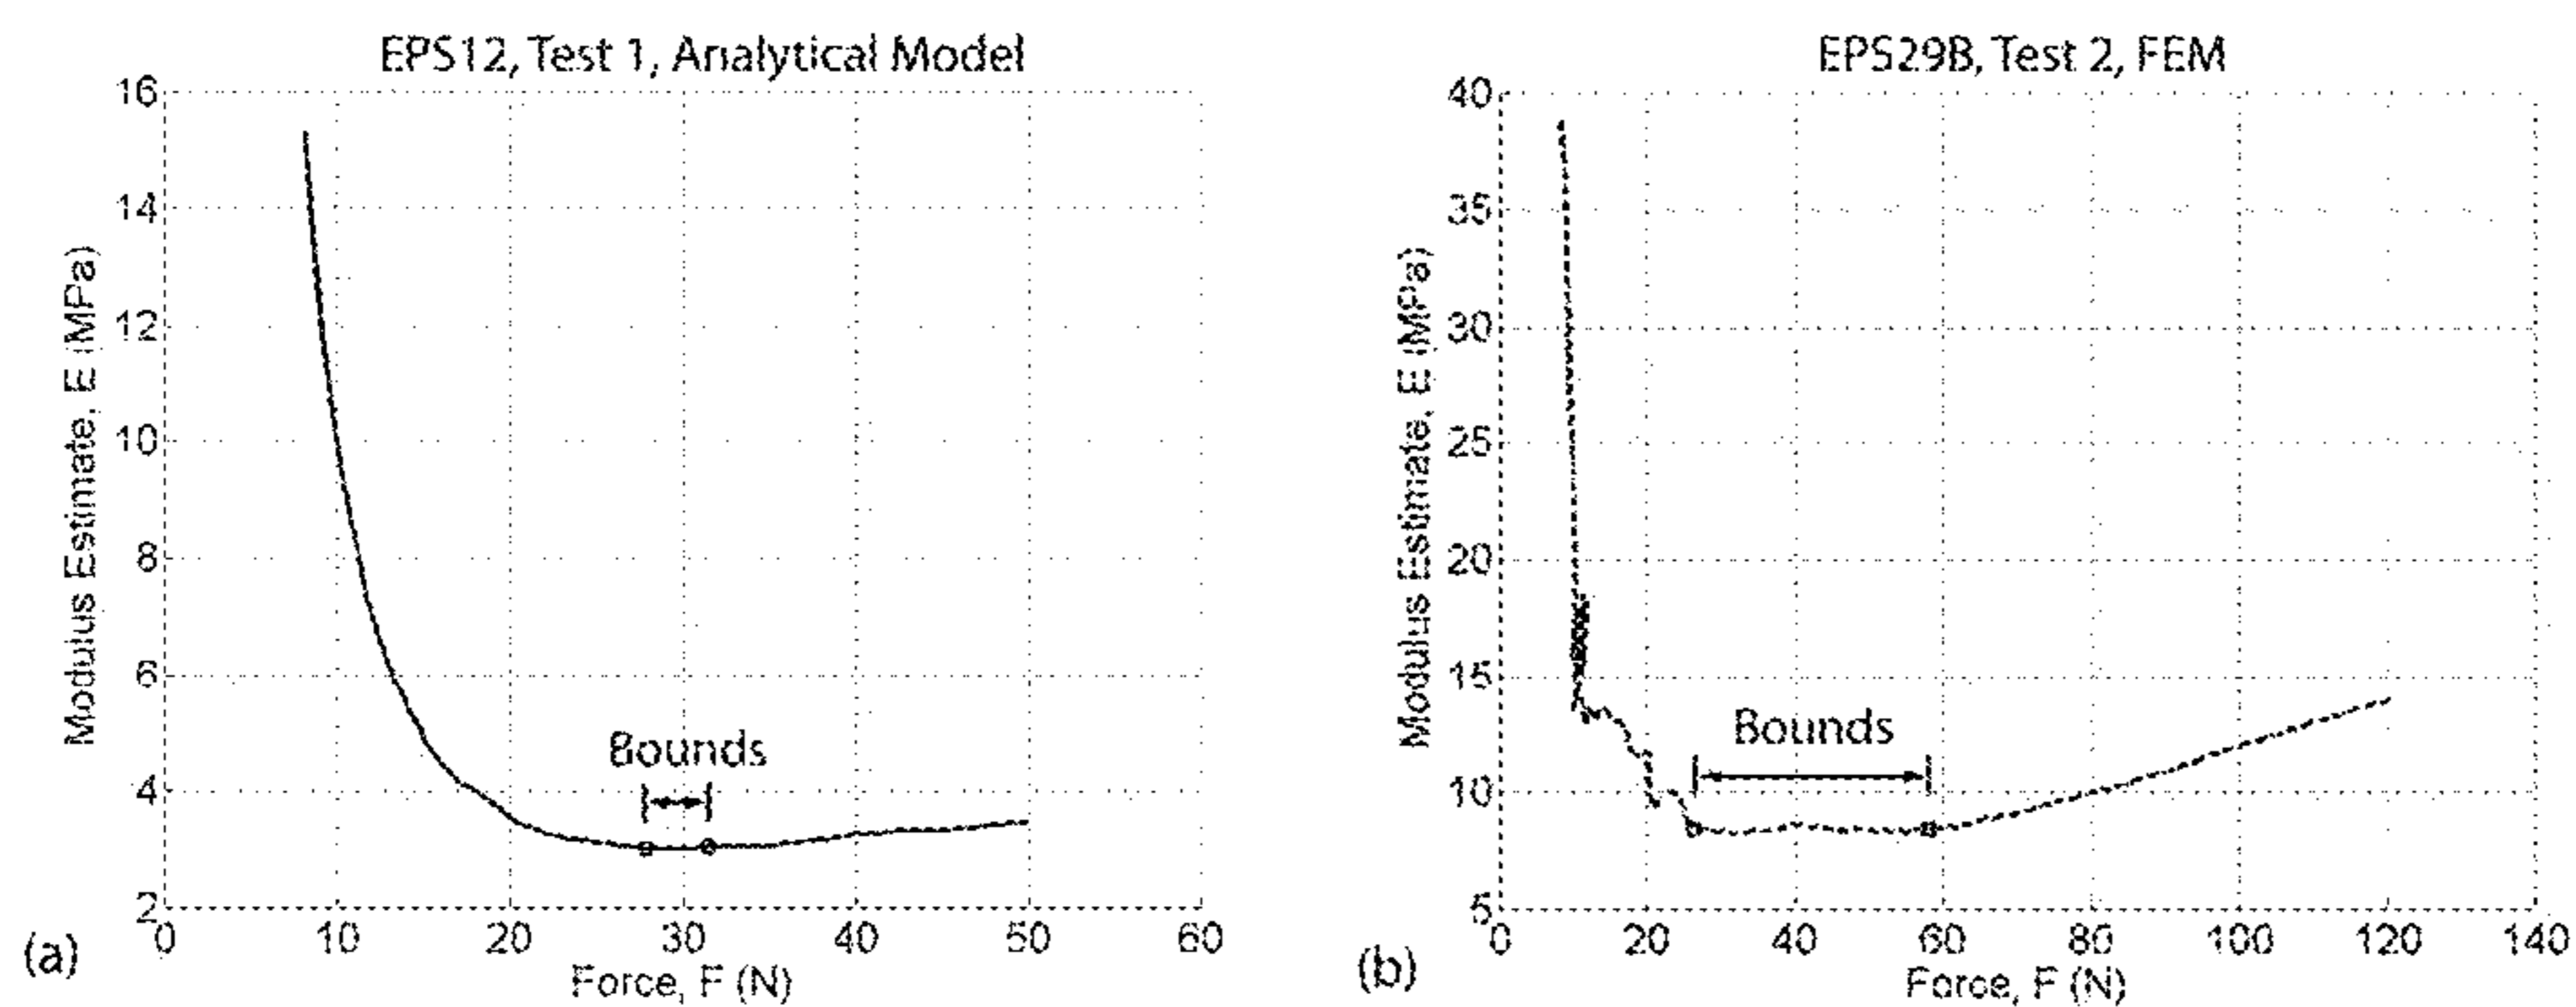 EPS12, Test 1, Analytical Model
16
14
12
10
8
6
4
2
Modulus Estimate, E (MPa)
Bounds
0 10 20 30 40 50 60
Force, F (N)
(a)
EPS29B, Test 2, FEM
40
35
30
25
20
15
10
5
Modulus Estimate, E (MPa)
Bounds
0 20 40 60 80 100 120 140
Force, F (N)
(b)